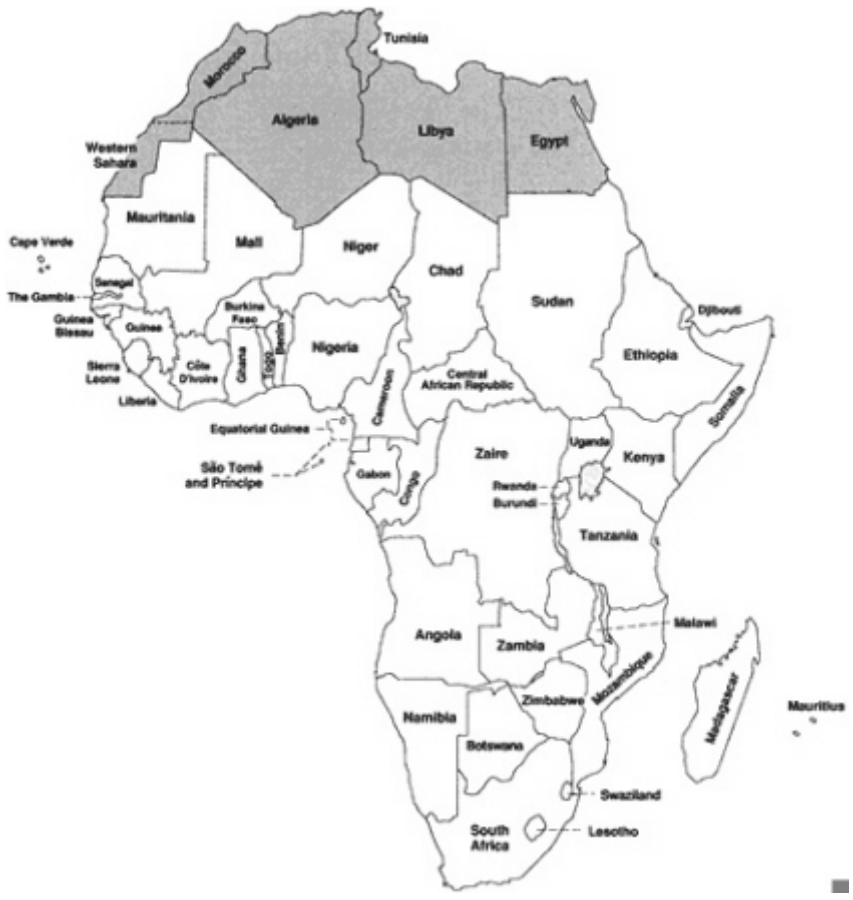 Tunisia
Morocco
Algeria
Libya
Egypt
Western
Sahara
Mauritania
Mali
Niger
Chad
Sudan
Cape Verde
Senegal
The Gambia
Guinea
Bissau
Guinea
Burkina
Faso
Benin
Togo
Ghana
Côte
D'Ivoire
Sierra
Leone
Liberia
Nigeria
Cameroon
Central
African Republic
Djibouti
Ethiopia
Somalia
Equatorial Guinea
São Tomé
and Príncipe
Gabon
Congo
Zaire
Uganda
Kenya
Rwanda
Burundi
Tanzania
Angola
Zambia
Malawi
Mozambique
Zimbabwe
Namibia
Botswana
Madagascar
Mauritius
Swaziland
South
Africa
Lesotho